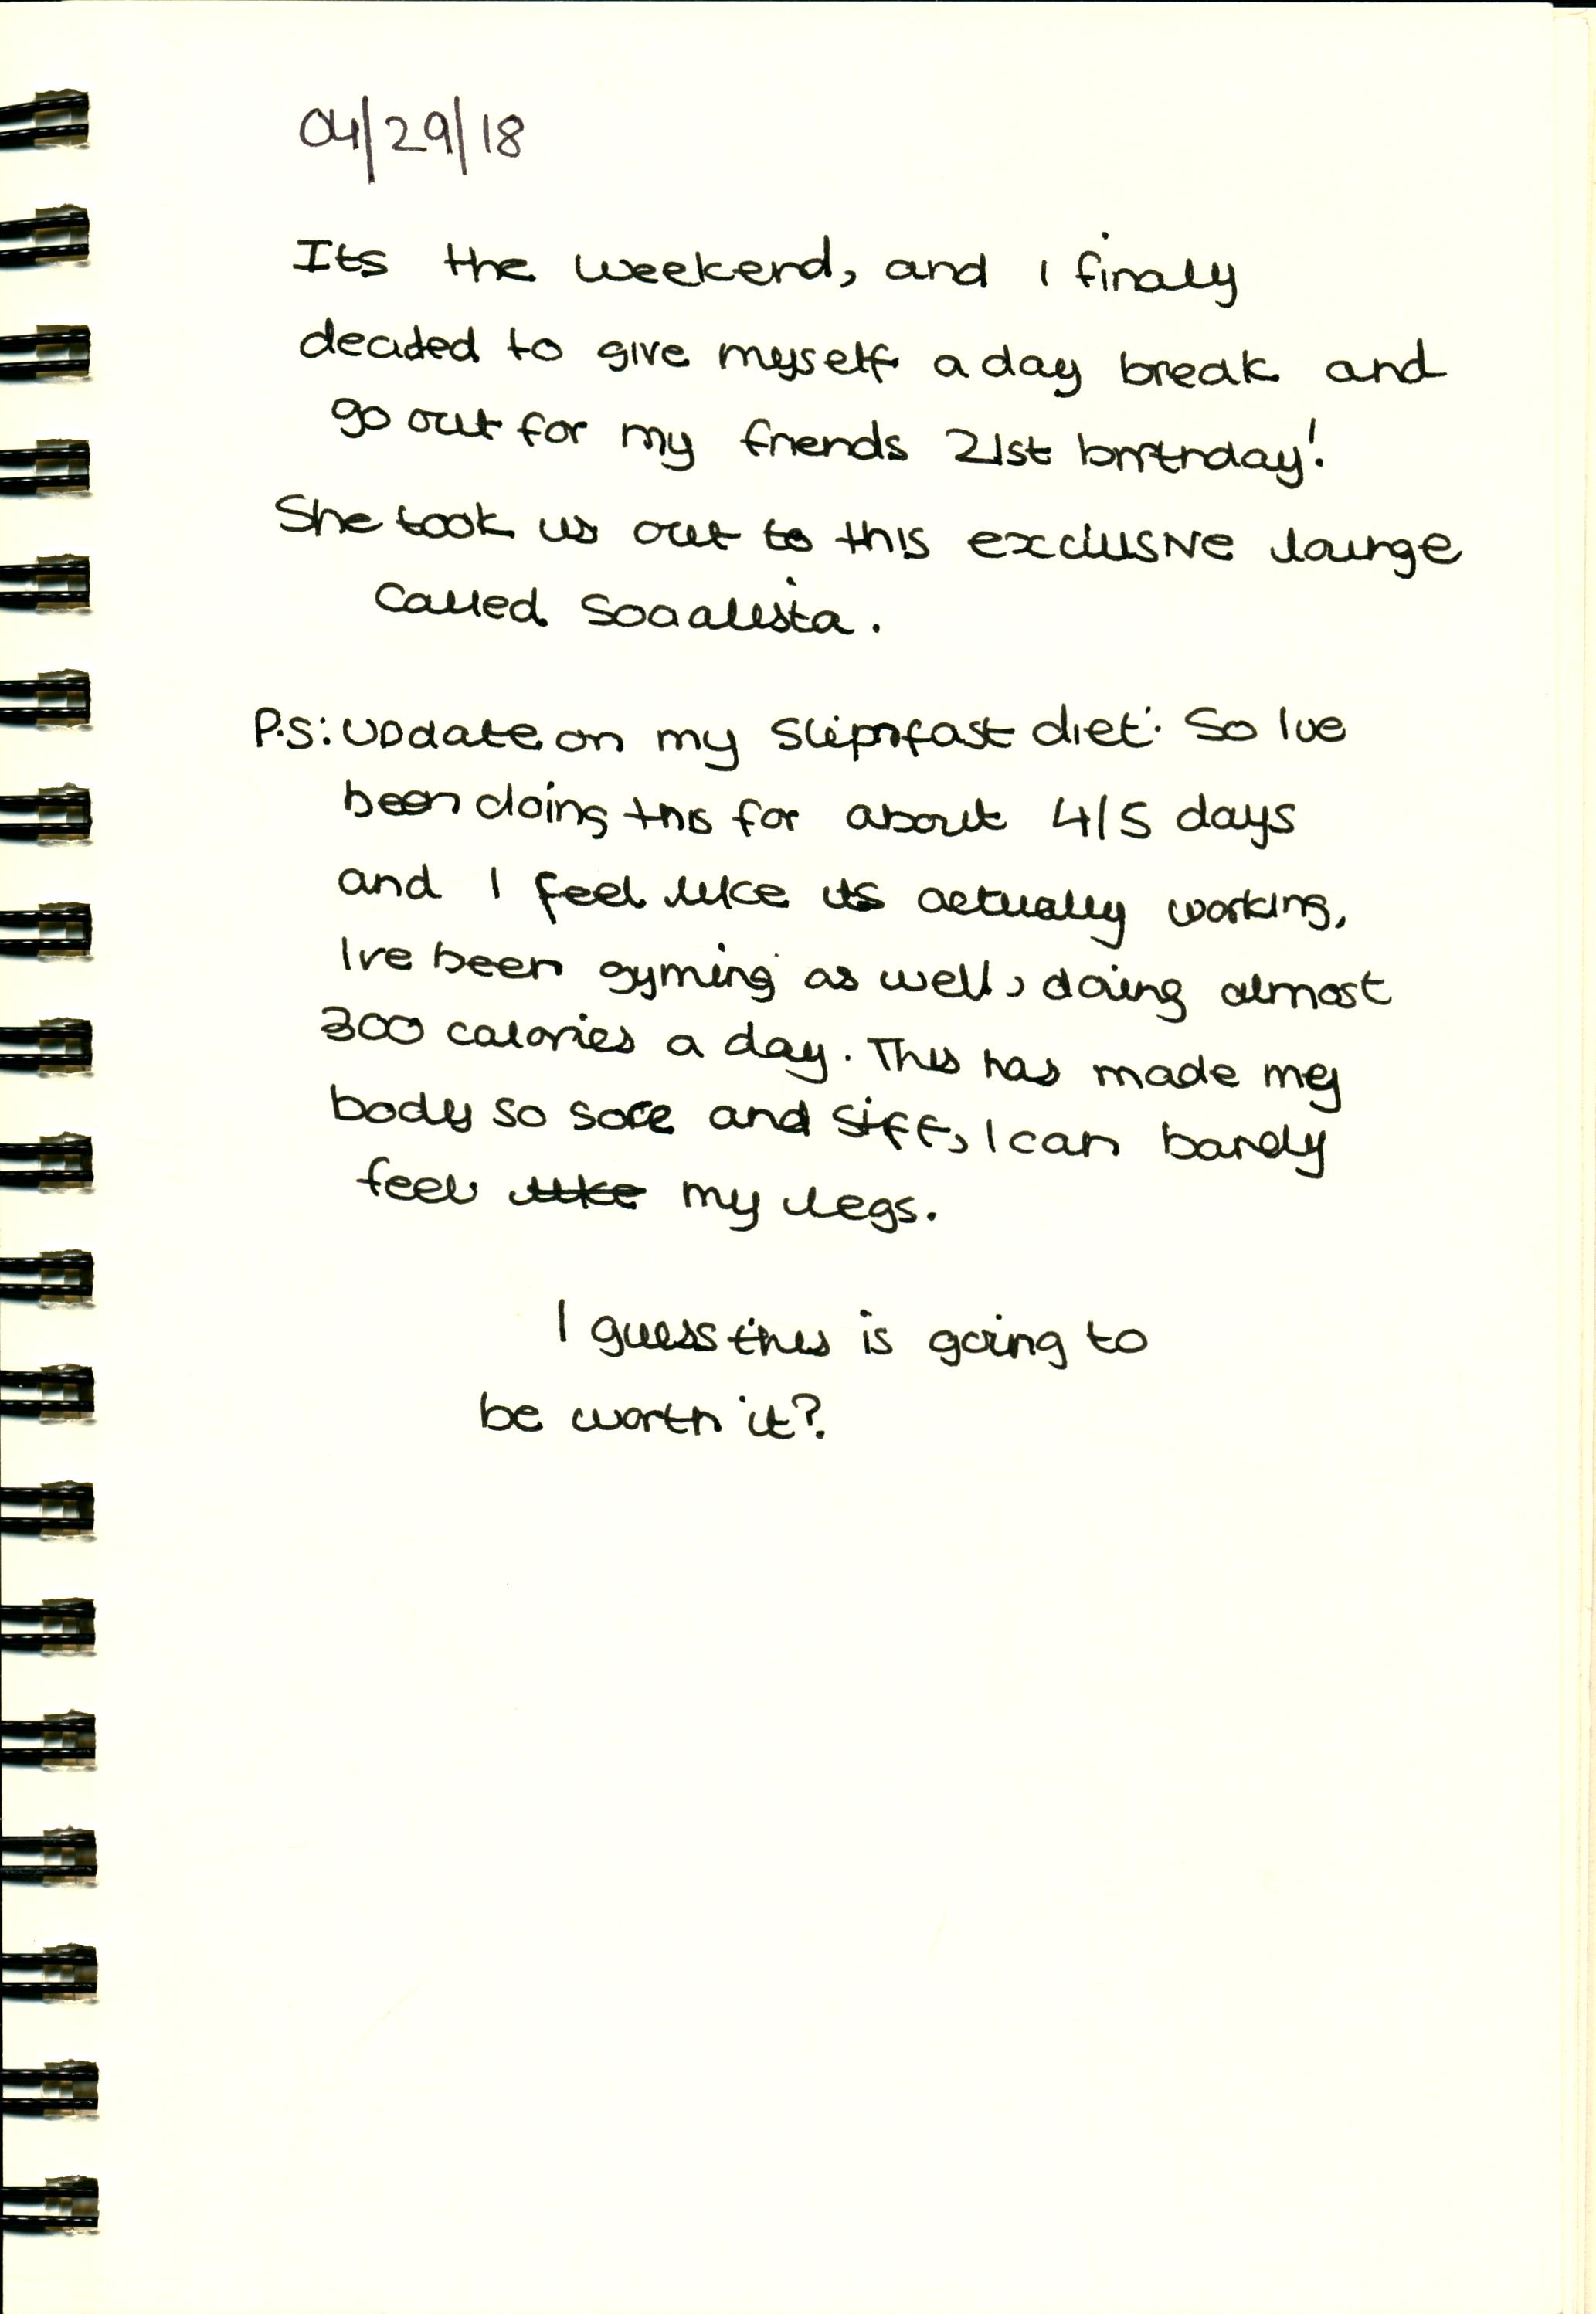 04/29/18
Its the weekend, and I finaly
decided to give myself a day break and
go out for my friends 21st birthday!
She took us out to this exclusive lounge
called Socialista.
P.S: Update on my Slimfast diet: So Ive
been doing this for about 4/5 days
and I feel like its actually working,
Ive been gyming as well, doing almost
300 calories a day. This has made my
body so sore and stiff, I can barely
feel like my legs.
I guess this is going to
be worth it?